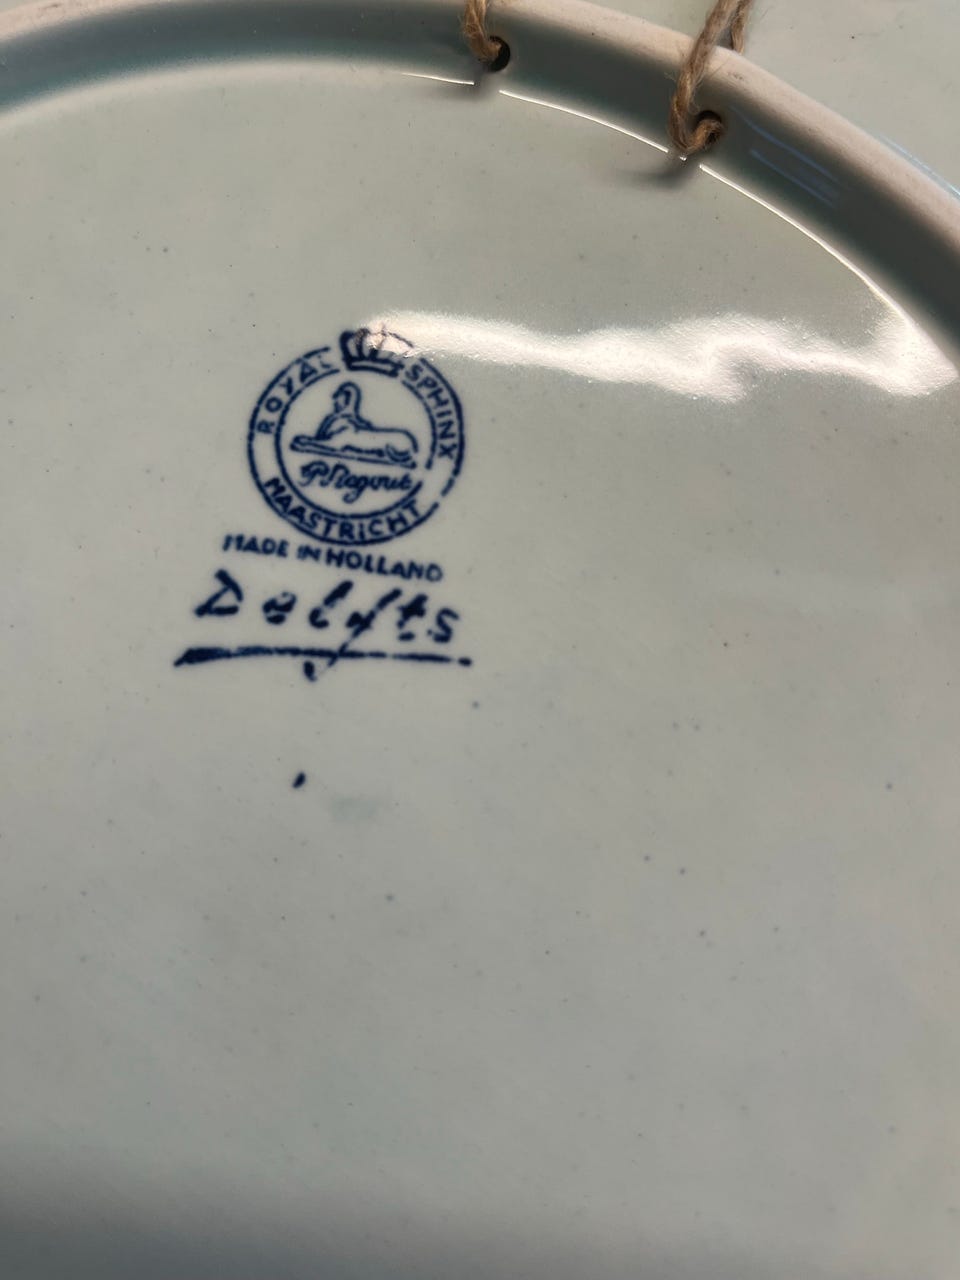 ROYAL SPHINX
P. Regout
MAASTRICHT
MADE IN HOLLAND
Delfts